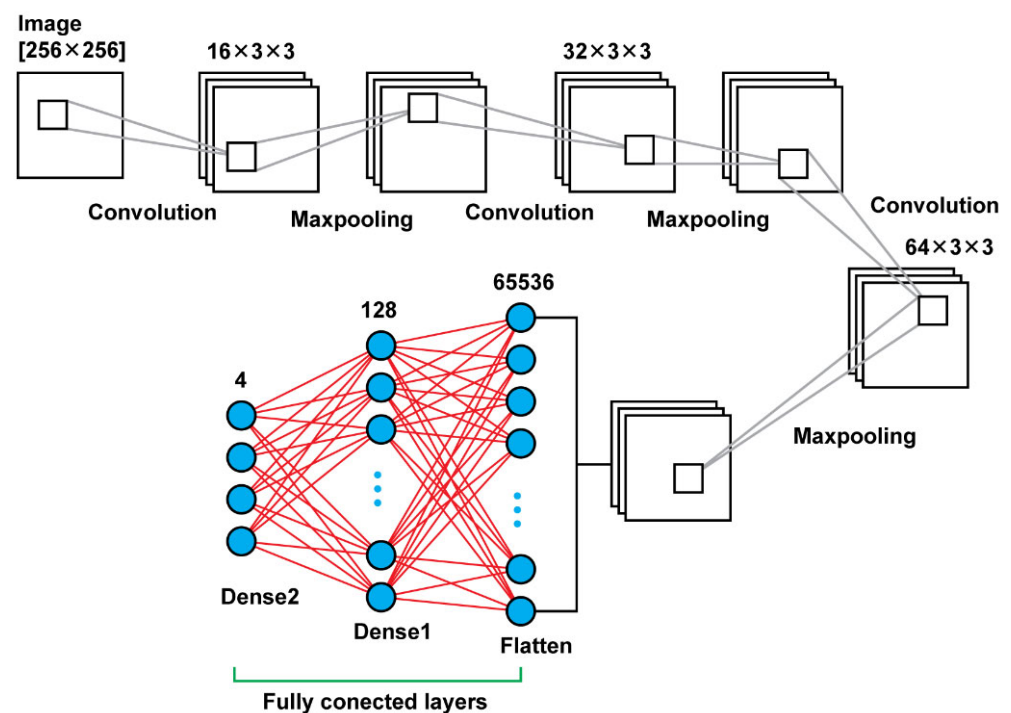 Image
[256×256]
16×3×3
32×3×3
Convolution
Maxpooling
Convolution
Maxpooling
Convolution
64×3×3
65536
128
4
Maxpooling
Dense2
Dense1
Flatten
Fully conected layers